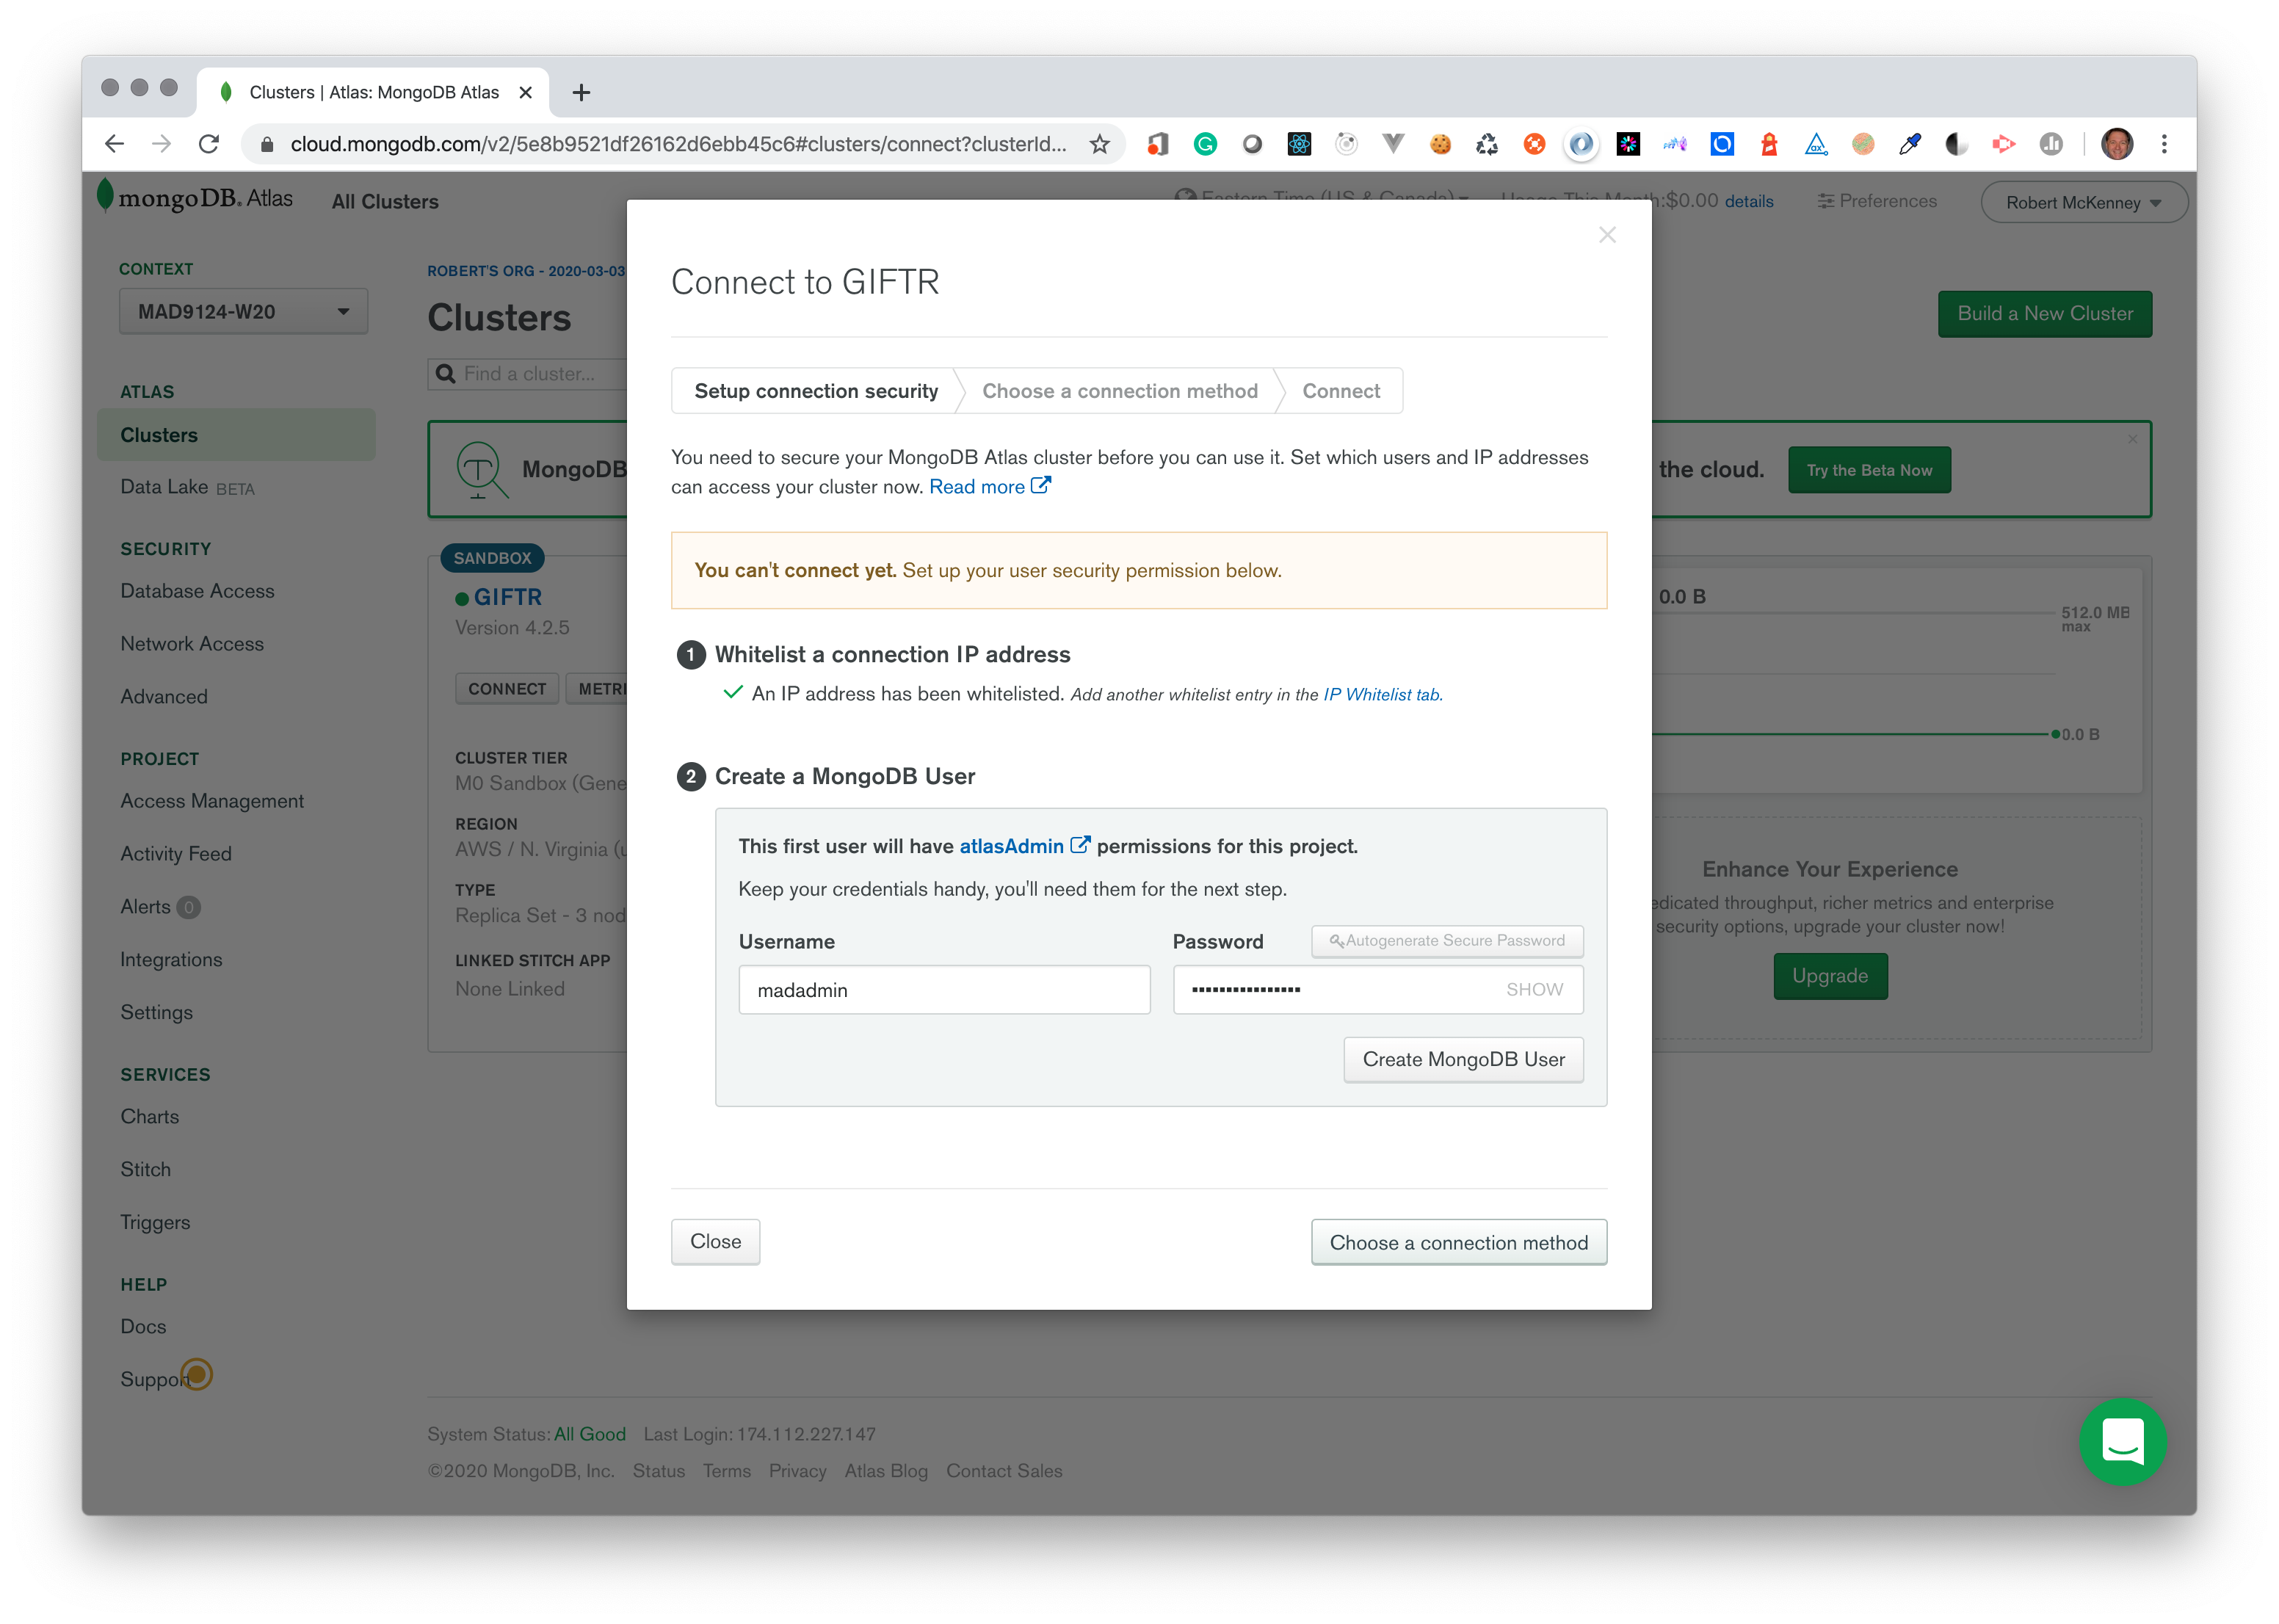 Clusters | Atlas: MongoDB Atlas
cloud.mongodb.com/v2/5e8b9521df26162d6ebb45c6#clusters/connect?clusterId...
mongoDB. Atlas
All Clusters
Eastern Time (US & Canada)
Usage This Month:$0.00 details
Preferences
Robert McKenney
CONTEXT
MAD9124-W20
ATLAS
Clusters
Data Lake BETA
SECURITY
Database Access
Network Access
Advanced
PROJECT
Access Management
Activity Feed
Alerts 0
Integrations
Settings
SERVICES
Charts
Stitch
Triggers
HELP
Docs
Support
ROBERT'S ORG - 2020-03-03
Clusters
Find a cluster...
Build a New Cluster
MongoDB
the cloud.
Try the Beta Now
SANDBOX
GIFTR
Version 4.2.5
CONNECT
METRI
CLUSTER TIER
M0 Sandbox (Gene
REGION
AWS / N. Virginia (u
TYPE
Replica Set - 3 nod
LINKED STITCH APP
None Linked
Connect to GIFTR
Setup connection security
Choose a connection method
Connect
You need to secure your MongoDB Atlas cluster before you can use it. Set which users and IP addresses
can access your cluster now. Read more
You can't connect yet. Set up your user security permission below.
1 Whitelist a connection IP address
An IP address has been whitelisted. Add another whitelist entry in the IP Whitelist tab.
2 Create a MongoDB User
This first user will have atlasAdmin permissions for this project.
Keep your credentials handy, you'll need them for the next step.
Username
Password
Autogenerate Secure Password
madadmin
SHOW
Create MongoDB User
Close
Choose a connection method
0.0 B
512.0 MB
max
0.0 B
Enhance Your Experience
edicated throughput, richer metrics and enterprise
security options, upgrade your cluster now!
Upgrade
System Status: All Good Last Login: 174.112.227.147
©2020 MongoDB, Inc. Status Terms Privacy Atlas Blog Contact Sales